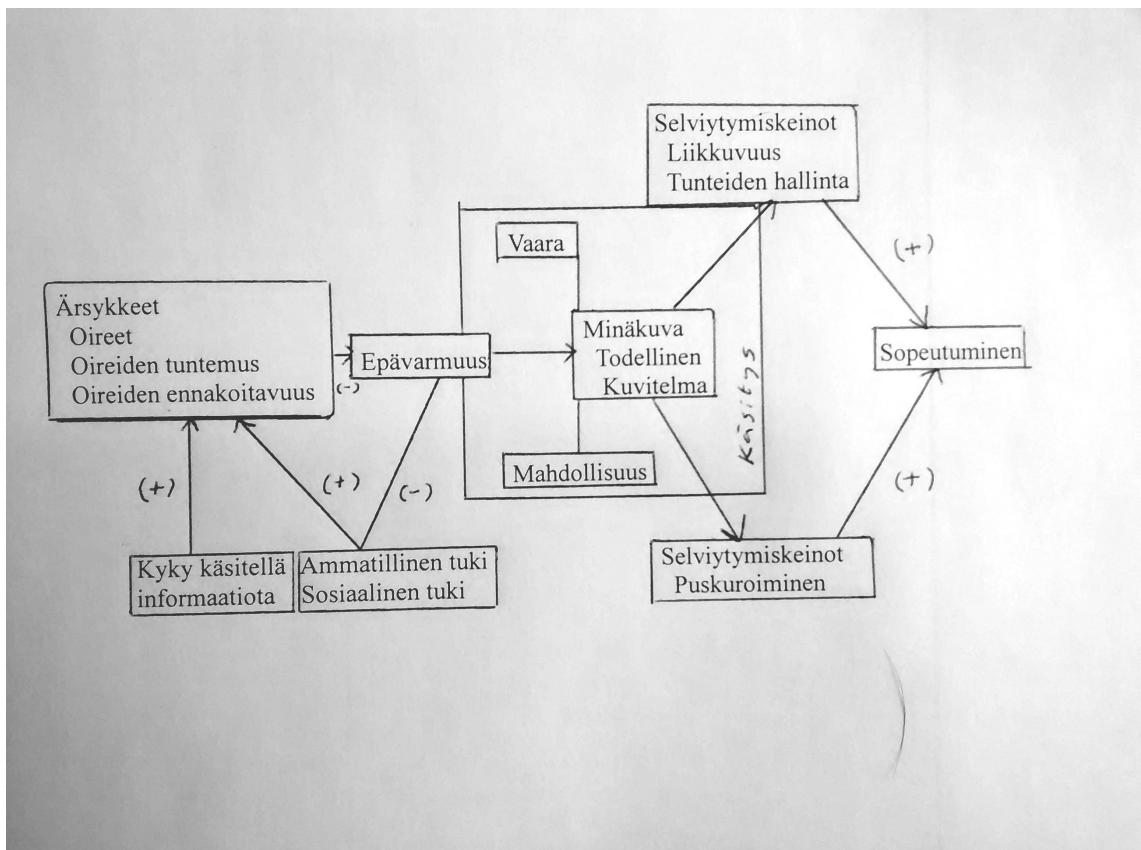 Selviytymiskeinot
Liikkuvuus
Tunteiden hallinta
(+)
Vaara
Ärsykkeet
Oireet
Oireiden tuntemus
Oireiden ennakoitavuus
(-)
Epävarmuus
Minäkuva
Todellinen
Kuvitelma
Käsitys
Sopeutuminen
Mahdollisuus
(+)
(+)
(-)
(+)
Kyky käsitellä
informaatiota
Ammatillinen tuki
Sosiaalinen tuki
Selviytymiskeinot
Puskuroiminen